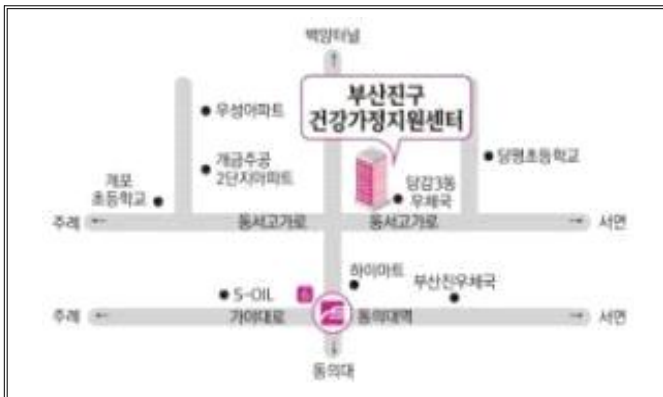 백양터널
↑
부산진구
건강가정지원센터
우성아파트
개금주공
2단지아파트
당평초등학교
개포
초등학교
당감3동
우체국
주례 ←
동서고가로
동서고가로
→ 서면
하이마트
S-OIL
6
부산진우체국
주례 ←
가야대로
동의대역
→ 서면
↓
동의대